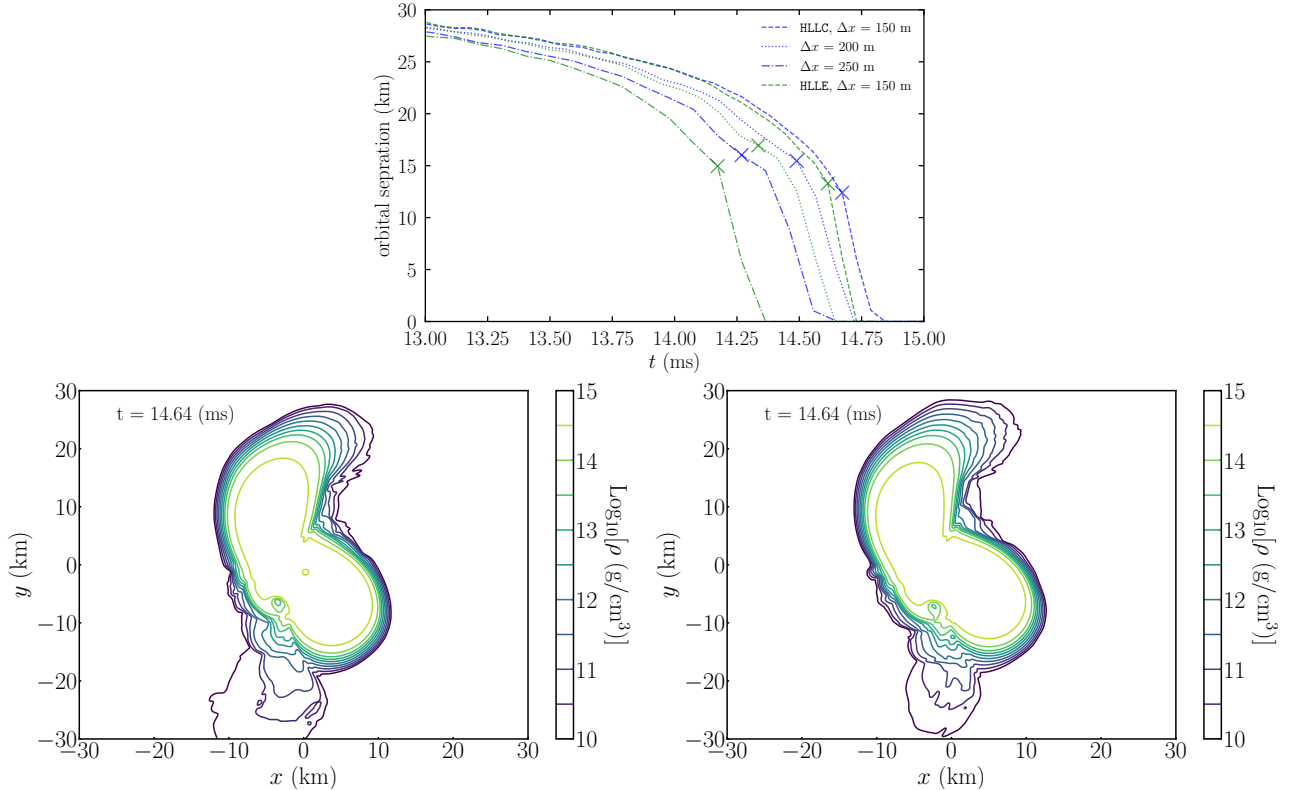 30
25
20
15
10
5
0
orbital sepration (km)
HLLC, Δx = 150 m
Δx = 200 m
Δx = 250 m
HLLE, Δx = 150 m
13.00 13.25 13.50 13.75 14.00 14.25 14.50 14.75 15.00
t (ms)
30
20
10
0
−10
−20
−30
y (km)
t = 14.64 (ms)
−30 −20 −10 0 10 20 30
x (km)
15
14
13
12
11
10
Log₁₀[ρ (g/cm³)]
30
20
10
0
−10
−20
−30
y (km)
t = 14.64 (ms)
−30 −20 −10 0 10 20 30
x (km)
15
14
13
12
11
10
Log₁₀[ρ (g/cm³)]